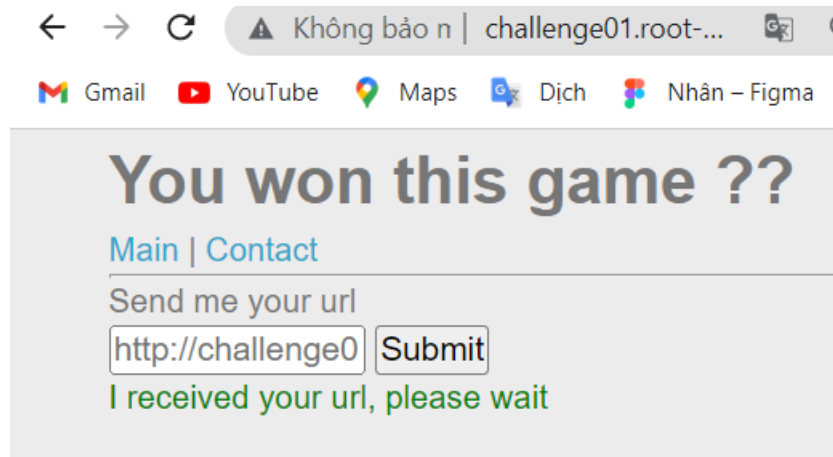 Không bảo n | challenge01.root-...
Gmail YouTube Maps Dịch Nhân – Figma
You won this game ??
Main | Contact
Send me your url
http://challenge0 Submit
I received your url, please wait